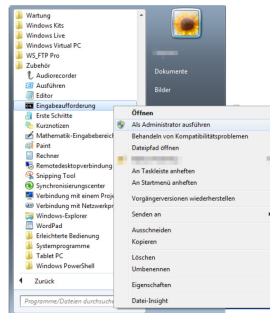 Wartung
Windows Kits
Windows Live
Windows Virtual PC
WS_FTP Pro
Zubehör
Audiorecorder
Ausführen
Editor
Eingabeaufforderung
Erste Schritte
Kurznotizen
Mathematik-Eingabebereich
Paint
Rechner
Remotedesktopverbindung
Snipping Tool
Synchronisierungscenter
Verbindung mit einem Proje
Verbindung mit Netzwerkpr
Windows-Explorer
WordPad
Erleichterte Bedienung
Systemprogramme
Tablet PC
Windows PowerShell
Zurück
Programme/Dateien durchsuche
Dokumente
Bilder
Öffnen
Als Administrator ausführen
Behandeln von Kompatibilitätsproblemen
Dateipfad öffnen
An Taskleiste anheften
An Startmenü anheften
Vorgängerversionen wiederherstellen
Senden an
Ausschneiden
Kopieren
Löschen
Umbenennen
Eigenschaften
Datei-Insight